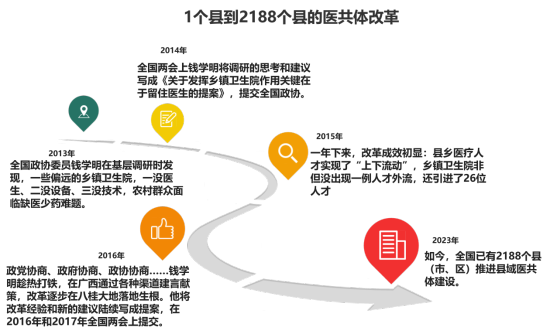 1个县到2188个县的医共体改革
2013年
全国政协委员钱学明在基层调研时发
现，一些偏远的乡镇卫生院，一没医
生、二没设备、三没技术，农村群众面
临缺医少药难题。
2014年
全国两会上钱学明将调研的思考和建议
写成《关于发挥乡镇卫生院作用关键在
于留住医生的提案》，提交全国政协。
2015年
一年下来，改革成效初显：县乡医疗人
才实现了“上下流动”，乡镇卫生院非
但没出现一例人才外流，还引进了26位
人才
2016年
政党协商、政府协商、政协协商……钱学
明趁热打铁，在广西通过各种渠道建言献
策，改革逐步在八桂大地落地生根。他将
改革经验和新的建议陆续写成提案，在
2016年和2017年全国两会上提交。
2023年
如今，全国已有2188个县
（市、区）推进县域医共
体建设。